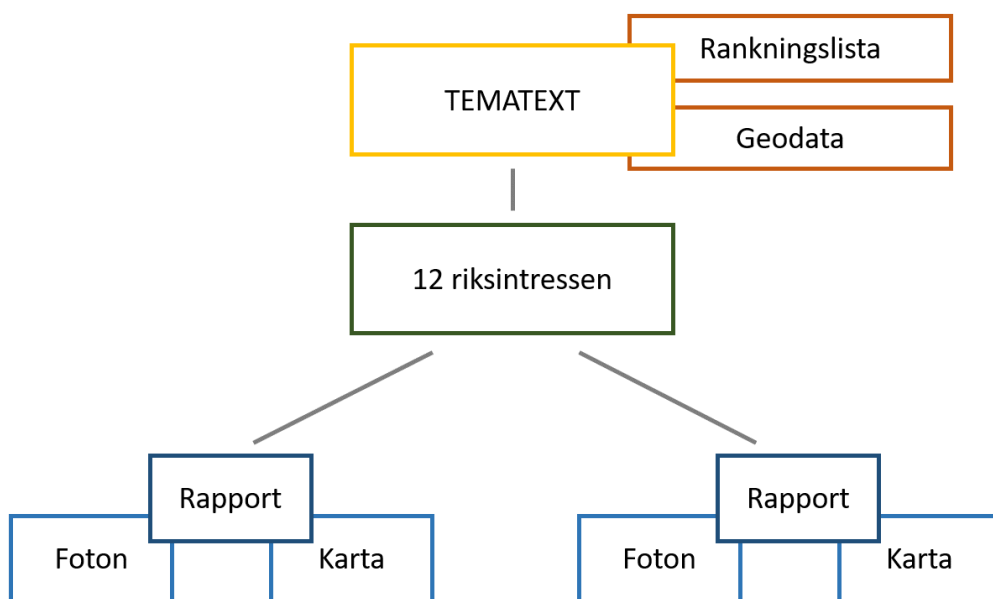 Rankningslista
TEMATEXT
Geodata
12 riksintressen
Rapport
Rapport
Foton
Karta
Foton
Karta